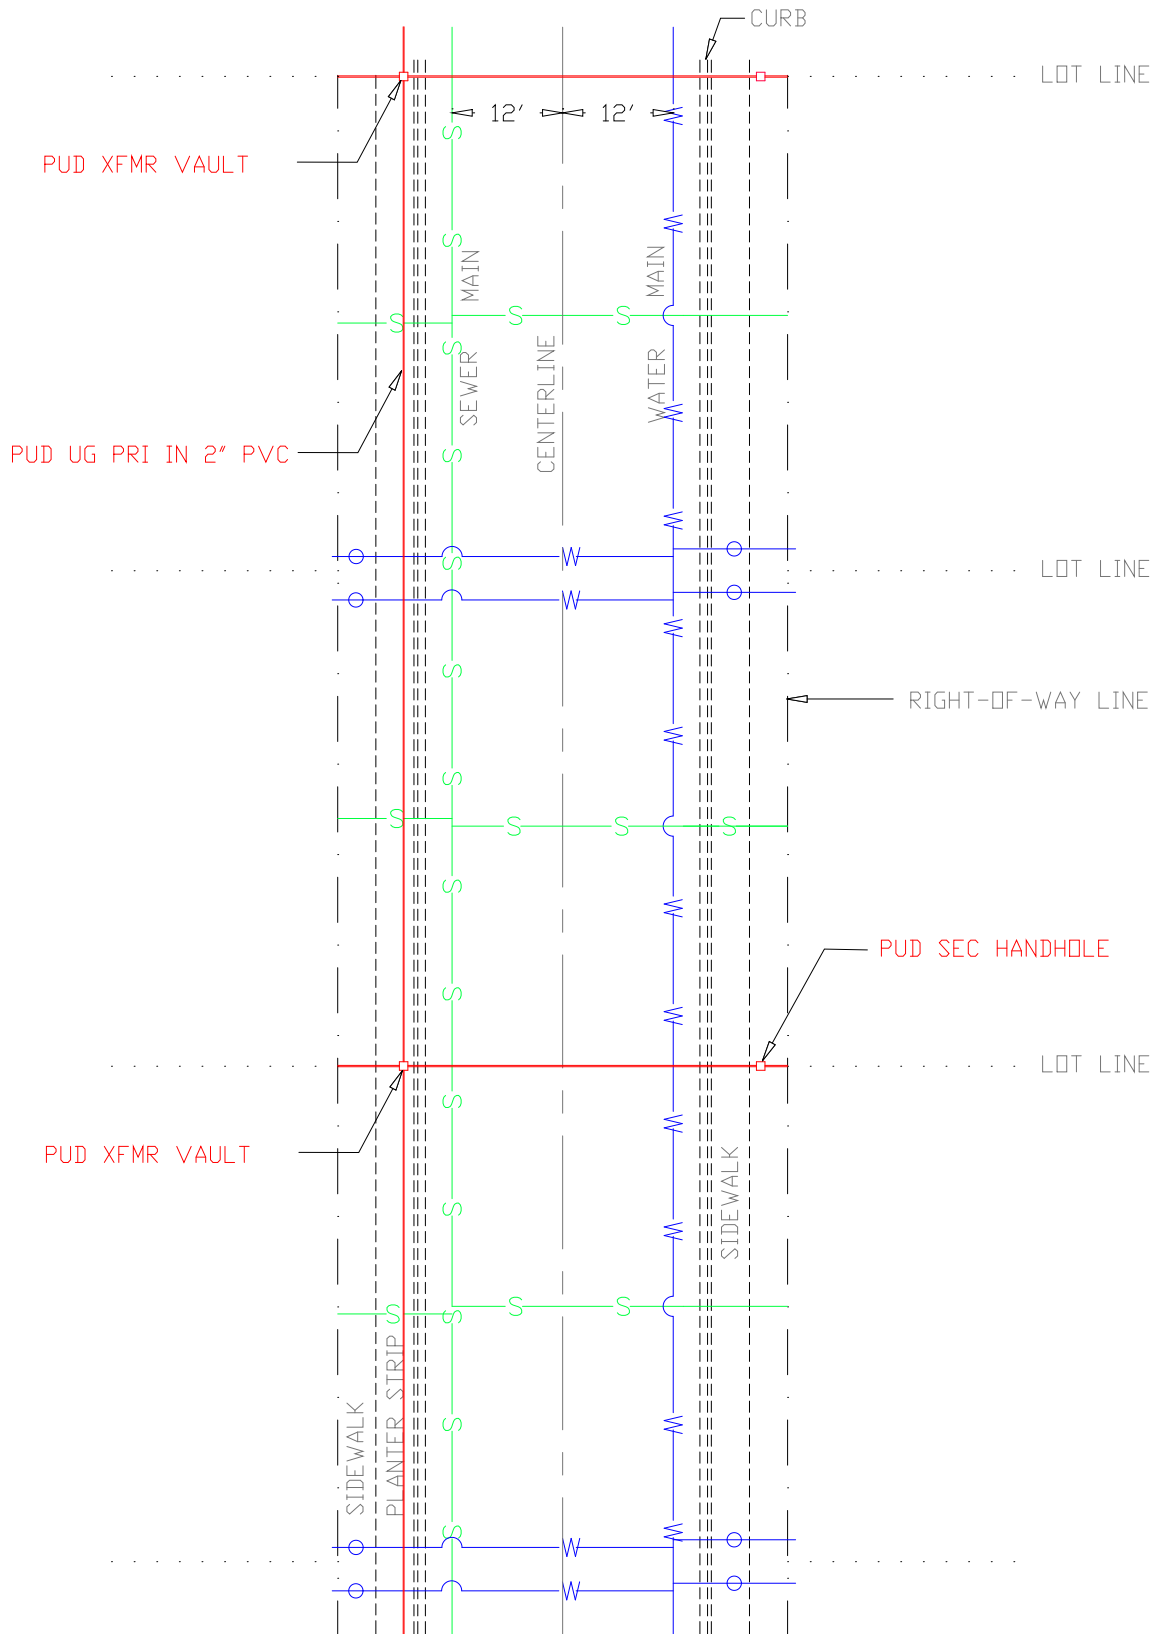 CURB
LOT LINE
12' 12'
PUD XFMR VAULT
S
W
S
W
S
MAIN
MAIN
S S S
S
SEWER
CENTERLINE
WATER
W
PUD UG PRI IN 2" PVC
S
W
W
S
LOT LINE
W
W
S
RIGHT-OF-WAY LINE
W
S
S
S S S
S
W
PUD SEC HANDHOLE
S
W
LOT LINE
S
W
PUD XFMR VAULT
SIDEWALK
S
W
S S
S
S
PLANTER STRIP
SIDEWALK
S
W
S
W
W
W